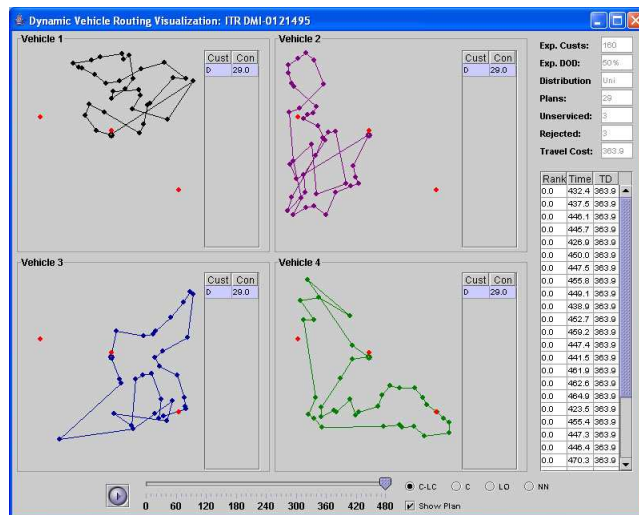 Dynamic Vehicle Routing Visualization: ITR DMI-0121495
Vehicle 1
Cust Con
D 29.0
Vehicle 2
Cust Con
D 29.0
Vehicle 3
Cust Con
D 29.0
Vehicle 4
Cust Con
D 29.0
Exp. Custs: 160
Exp. DOD: 50%
Distribution Uni
Plans: 29
Unserviced: 3
Rejected: 3
Travel Cost: 363.9
Rank Time TD
0.0 432.4 363.9
0.0 437.5 363.9
0.0 446.1 363.9
0.0 445.7 363.9
0.0 426.9 363.9
0.0 450.0 363.9
0.0 447.5 363.9
0.0 455.8 363.9
0.0 449.1 363.9
0.0 438.9 363.9
0.0 452.7 363.9
0.0 459.2 363.9
0.0 447.4 363.9
0.0 441.5 363.9
0.0 461.9 363.9
0.0 462.6 363.9
0.0 464.9 363.9
0.0 423.5 363.9
0.0 455.4 363.9
0.0 447.3 363.9
0.0 446.4 363.9
0.0 470.3 363.9
0 60 120 180 240 300 360 420 480
C-LC C LO NN
Show Plan